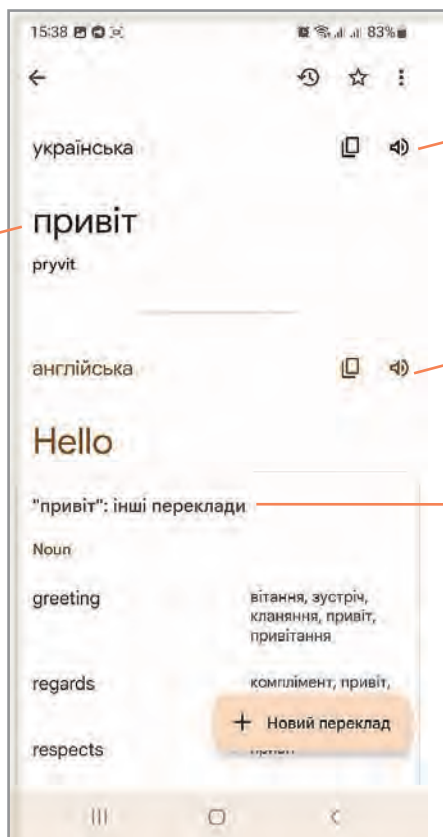 15:38 83%
українська
привіт
pryvit
англійська
Hello
"привіт": інші переклади
Noun
greeting вітання, зустріч,
кланяння, привіт,
привітання
regards комплімент, привіт,
+ Новий переклад
respects